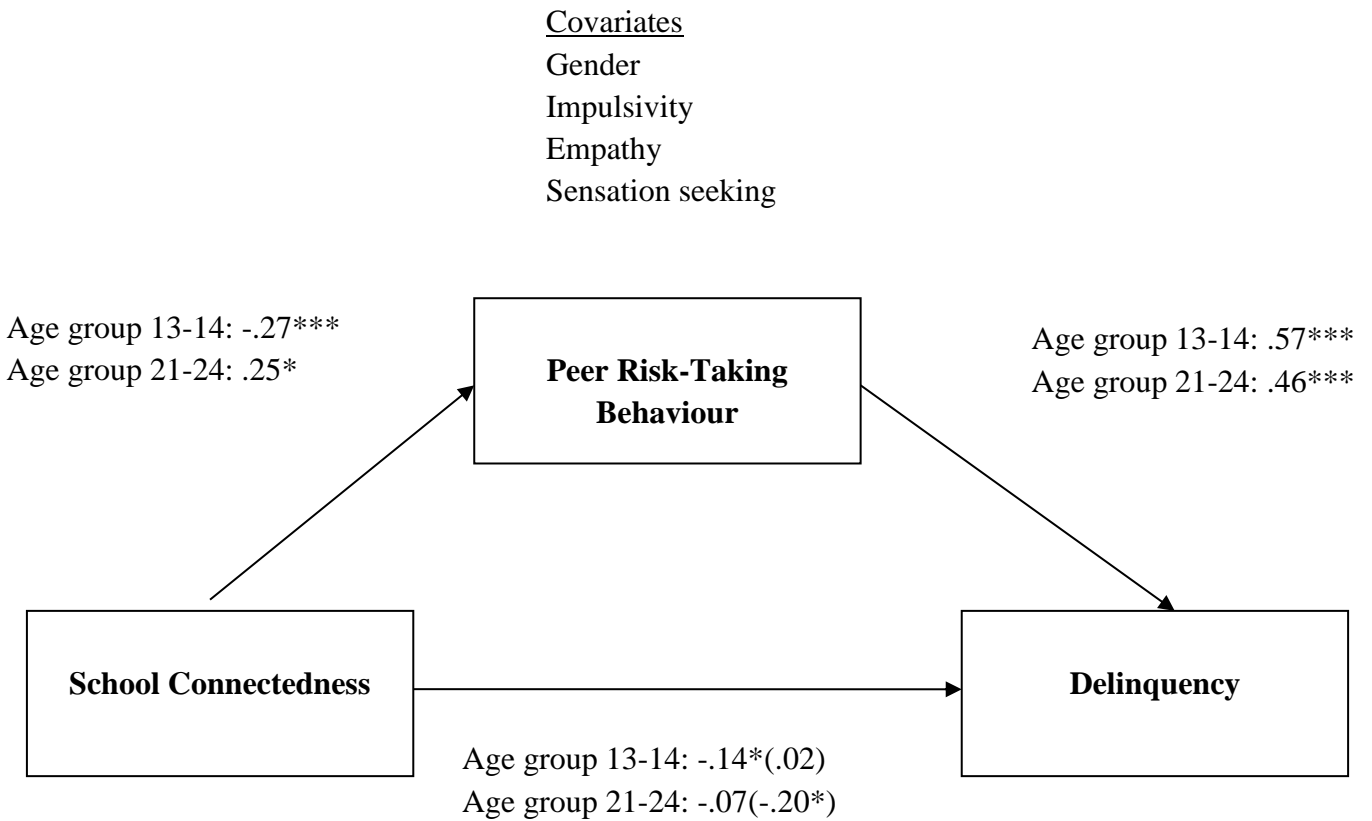 Covariates
Gender
Impulsivity
Empathy
Sensation seeking
Age group 13-14: -.27***
Age group 21-24: .25*
Peer Risk-Taking
Behaviour
Age group 13-14: .57***
Age group 21-24: .46***
School Connectedness
Delinquency
Age group 13-14: -.14*(.02)
Age group 21-24: -.07(-.20*)